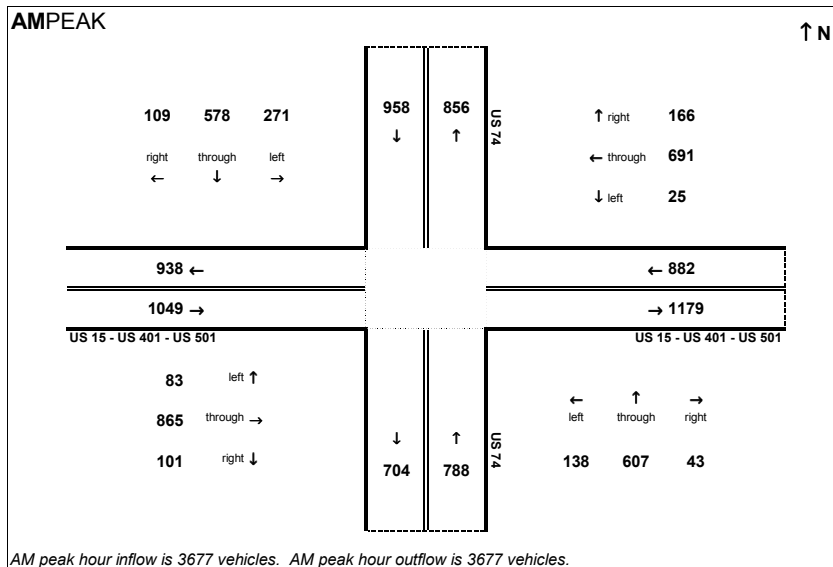 AMPEAK
↑ N
109 578 271
right through left
← ↓ →
958 856
↓ ↑
US 74
↑ right 166
← through 691
↓ left 25
938 ←
← 882
1049 →
→ 1179
US 15 - US 401 - US 501
US 15 - US 401 - US 501
83 left ↑
865 through →
101 right ↓
↓ ↑
704 788
US 74
← ↑ →
left through right
138 607 43
AM peak hour inflow is 3677 vehicles. AM peak hour outflow is 3677 vehicles.